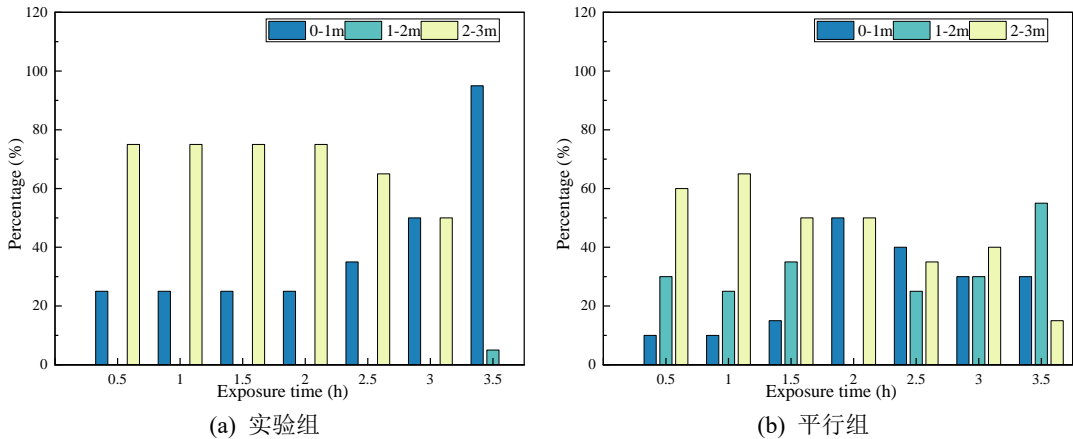 120
100
80
60
40
20
0
Percentage (%)
0-1m 1-2m 2-3m
0.5 1 1.5 2 2.5 3 3.5
Exposure time (h)
(a) 实验组
120
100
80
60
40
20
0
Percentage (%)
0-1m 1-2m 2-3m
0.5 1 1.5 2 2.5 3 3.5
Exposure time (h)
(b) 平行组